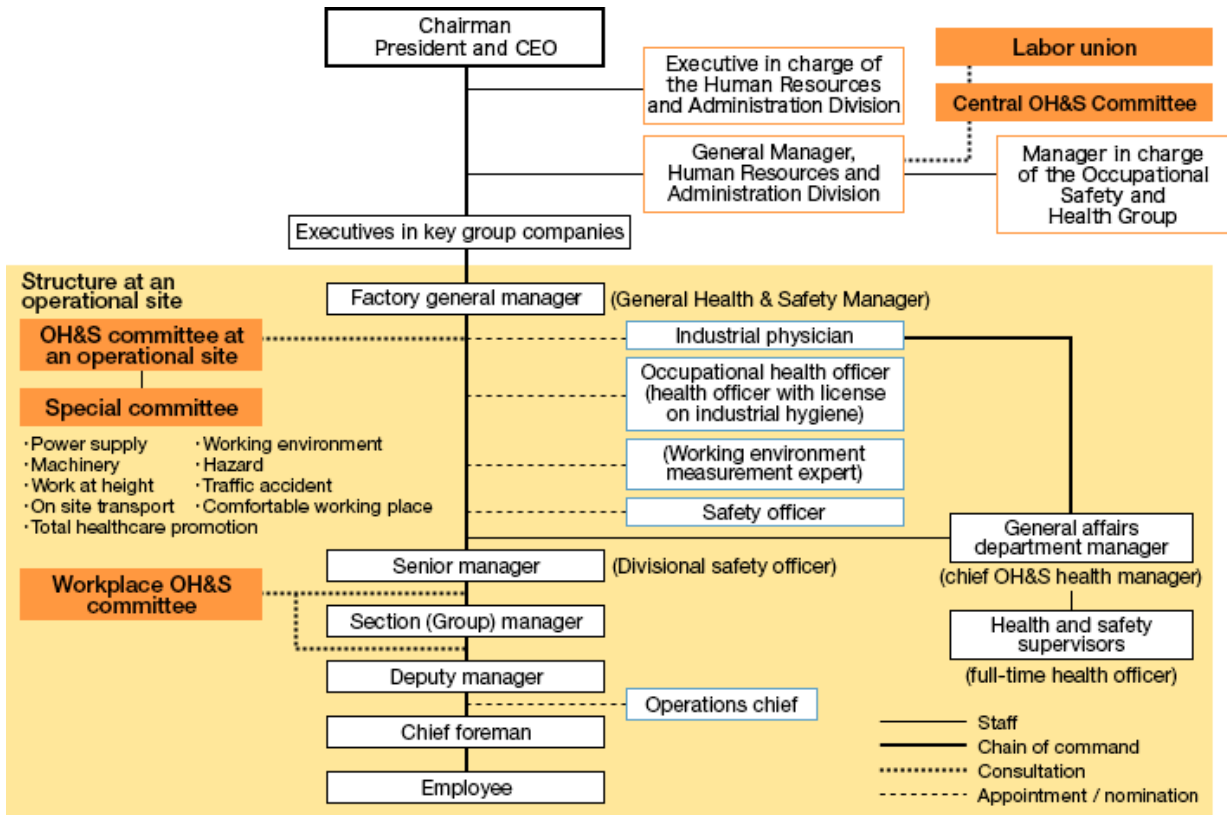 Chairman
President and CEO
Executive in charge of
the Human Resources
and Administration Division
Labor union
Central OH&S Committee
General Manager,
Human Resources and
Administration Division
Manager in charge
of the Occupational
Safety and
Health Group
Executives in key group companies
Structure at an
operational site
Factory general manager
(General Health & Safety Manager)
OH&S committee at
an operational site
Industrial physician
Special committee
Occupational health officer
(health officer with license
on industrial hygiene)
・Power supply
・Machinery
・Work at height
・On site transport
・Total healthcare promotion
・Working environment
・Hazard
・Traffic accident
・Comfortable working place
(Working environment
measurement expert)
Safety officer
General affairs
department manager
(chief OH&S health manager)
Senior manager
(Divisional safety officer)
Workplace OH&S
committee
Section (Group) manager
Health and safety
supervisors
(full-time health officer)
Deputy manager
Operations chief
Chief foreman
Employee
Staff
Chain of command
Consultation
Appointment / nomination